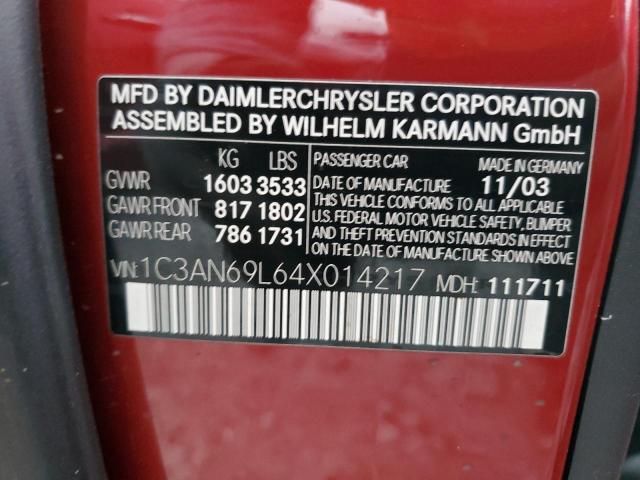 MFD BY DAIMLERCHRYSLER CORPORATION
ASSEMBLED BY WILHELM KARMANN GmbH
KG LBS
GVWR 1603 3533
GAWR FRONT 817 1802
GAWR REAR 786 1731
PASSENGER CAR MADE IN GERMANY
DATE OF MANUFACTURE 11/03
THIS VEHICLE CONFORMS TO ALL APPLICABLE
U.S. FEDERAL MOTOR VEHICLE SAFETY, BUMPER
AND THEFT PREVENTION STANDARDS IN EFFECT
ON THE DATE OF MANUFACTURE SHOWN ABOVE.
VIN: 1C3AN69L64X014217 MDH: 111711